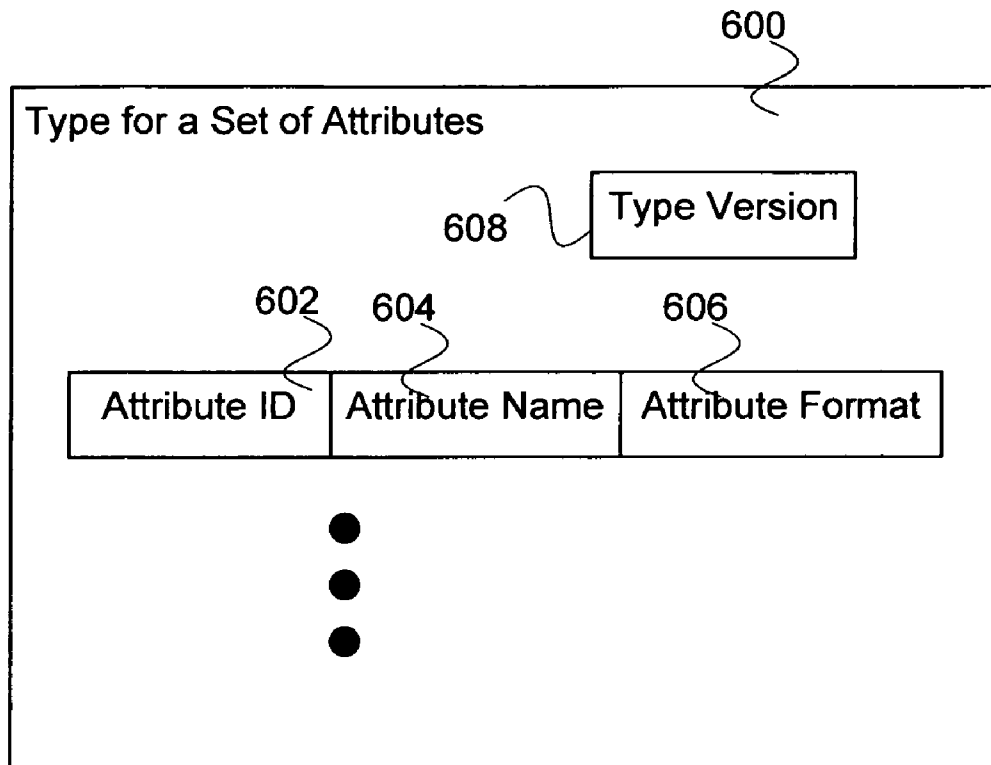 600
Type for a Set of Attributes
Type Version
608
602
604
606
Attribute ID
Attribute Name
Attribute Format